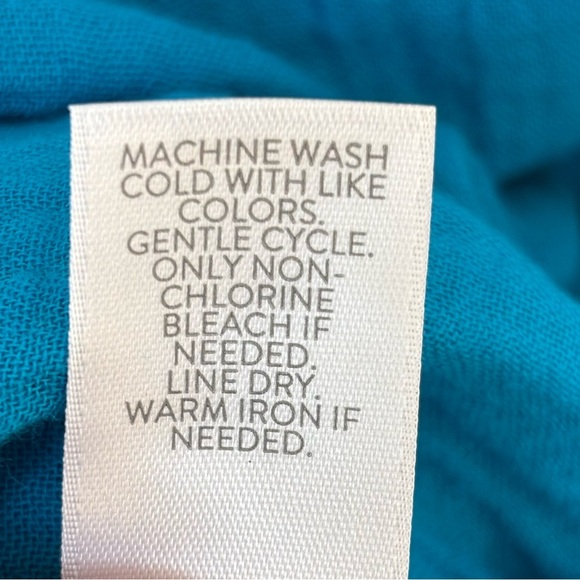 MACHINE WASH
COLD WITH LIKE
COLORS.
GENTLE CYCLE.
ONLY NON-
CHLORINE
BLEACH IF
NEEDED.
LINE DRY.
WARM IRON IF
NEEDED.